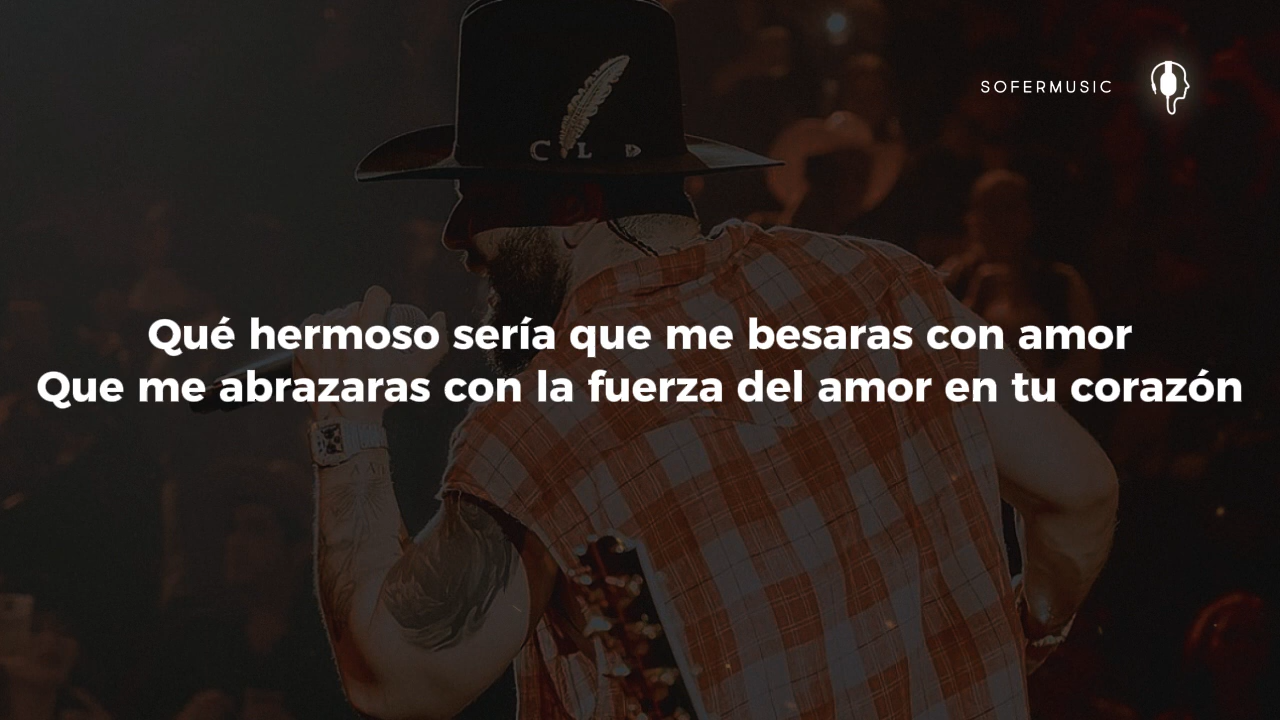 SOFERMUSIC
C L D
Qué hermoso sería que me besaras con amor
Que me abrazaras con la fuerza del amor en tu corazón